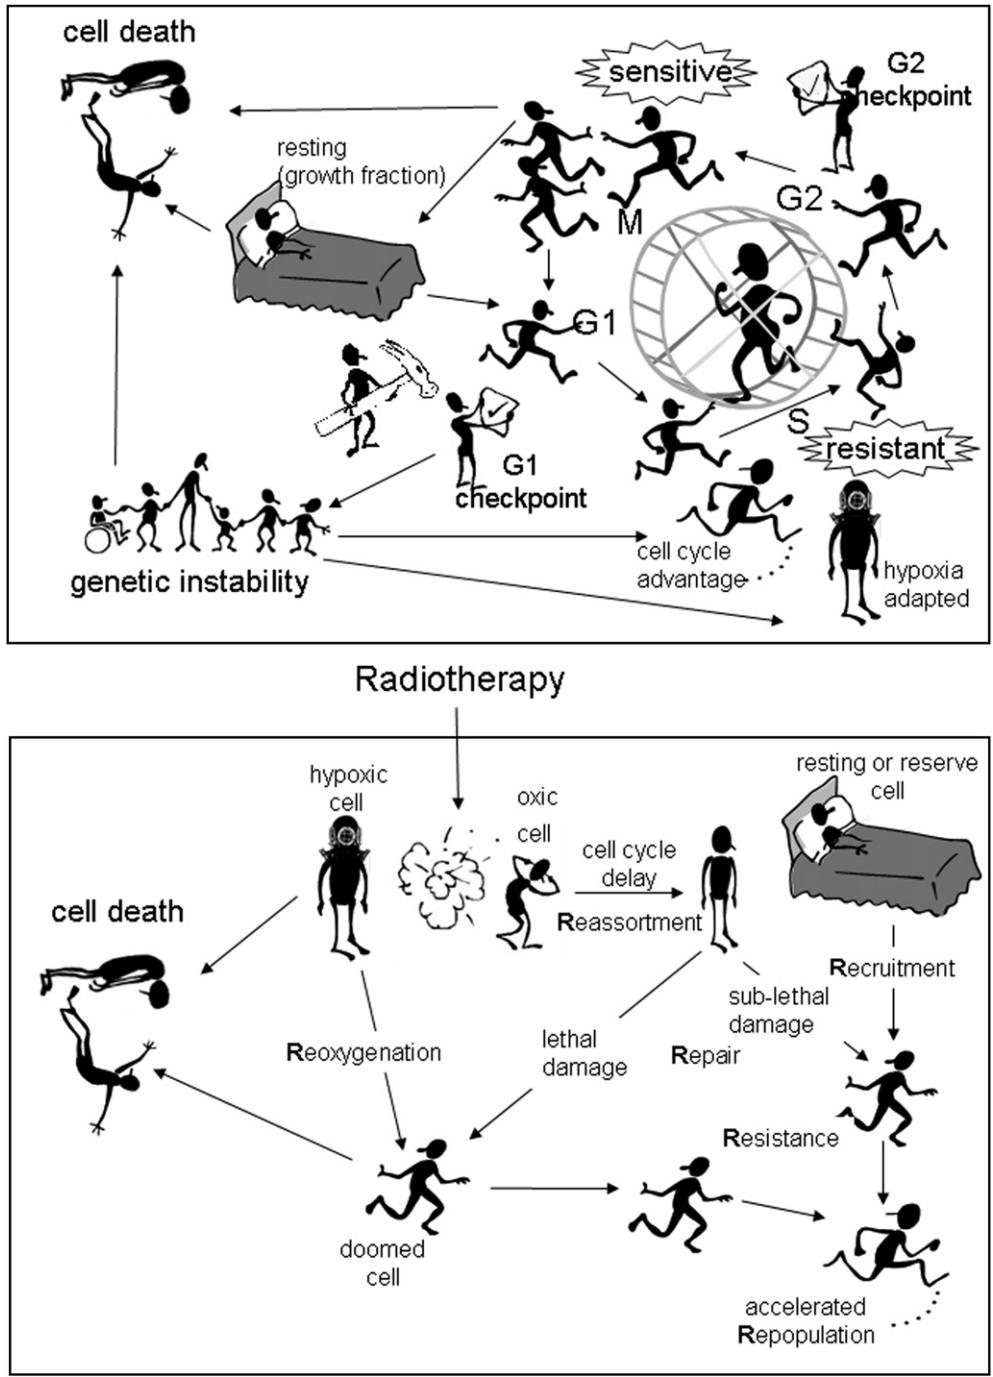 cell death
sensitive
G2
heckpoint
resting
(growth fraction)
G2
M
G1
S
resistant
G1
checkpoint
cell cycle
advantage
hypoxia
adapted
genetic instability
Radiotherapy
hypoxic
cell
oxic
cell
resting or reserve
cell
cell cycle
delay
Reassortment
cell death
Recruitment
sub-lethal
damage
lethal
damage
Repair
Reoxygenation
Resistance
doomed
cell
accelerated
Repopulation